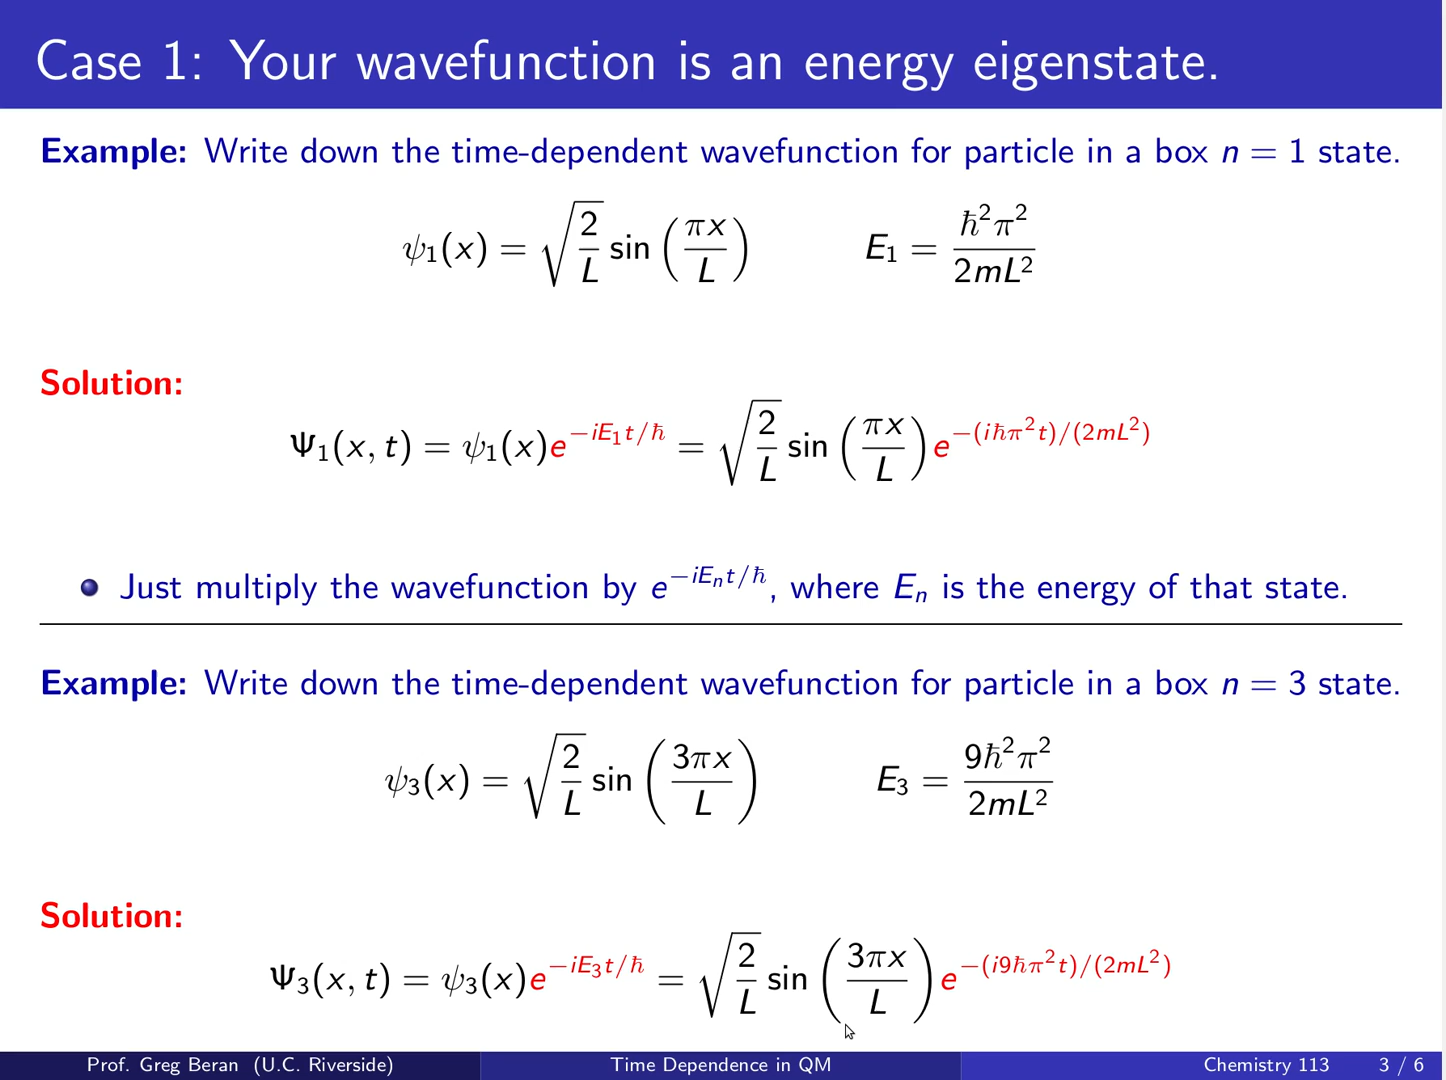 Case 1: Your wavefunction is an energy eigenstate.
Example: Write down the time-dependent wavefunction for particle in a box n = 1 state.
ψ₁(x) = √(2/L) sin(πx/L)    E₁ = ħ²π²/2mL²
Solution:
Ψ₁(x, t) = ψ₁(x)e^{−iE₁t/ħ} = √(2/L) sin(πx/L) e^{−(iħπ²t)/(2mL²)}
Just multiply the wavefunction by e^{−iEₙt/ħ}, where Eₙ is the energy of that state.
Example: Write down the time-dependent wavefunction for particle in a box n = 3 state.
ψ₃(x) = √(2/L) sin(3πx/L)    E₃ = 9ħ²π²/2mL²
Solution:
Ψ₃(x, t) = ψ₃(x)e^{−iE₃t/ħ} = √(2/L) sin(3πx/L) e^{−(i9ħπ²t)/(2mL²)}
Prof. Greg Beran (U.C. Riverside) Time Dependence in QM Chemistry 113 3 / 6